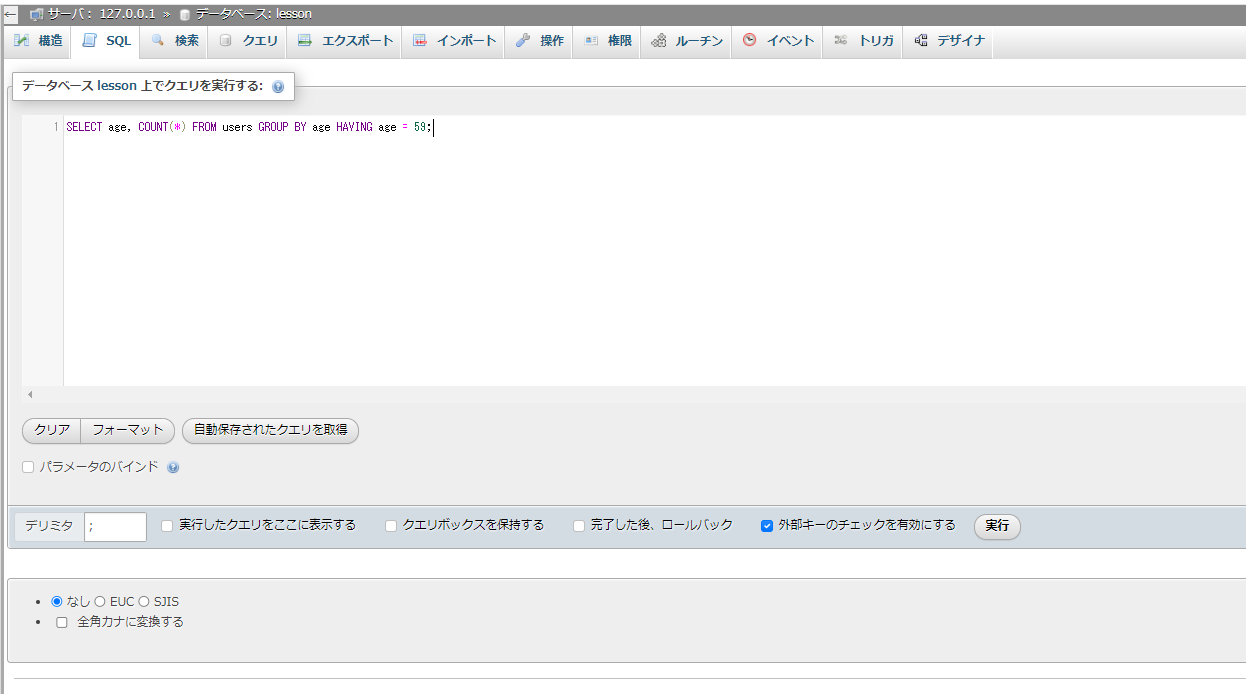 サーバ: 127.0.0.1 » データベース: lesson
構造 SQL 検索 クエリ エクスポート インポート 操作 権限 ルーチン イベント トリガ デザイナ
データベース lesson 上でクエリを実行する:
1 SELECT age, COUNT(*) FROM users GROUP BY age HAVING age = 59;
クリア フォーマット 自動保存されたクエリを取得
パラメータのバインド
デリミタ ; 実行したクエリをここに表示する クエリボックスを保持する 完了した後、ロールバック 外部キーのチェックを有効にする 実行
なし EUC SJIS
全角カナに変換する